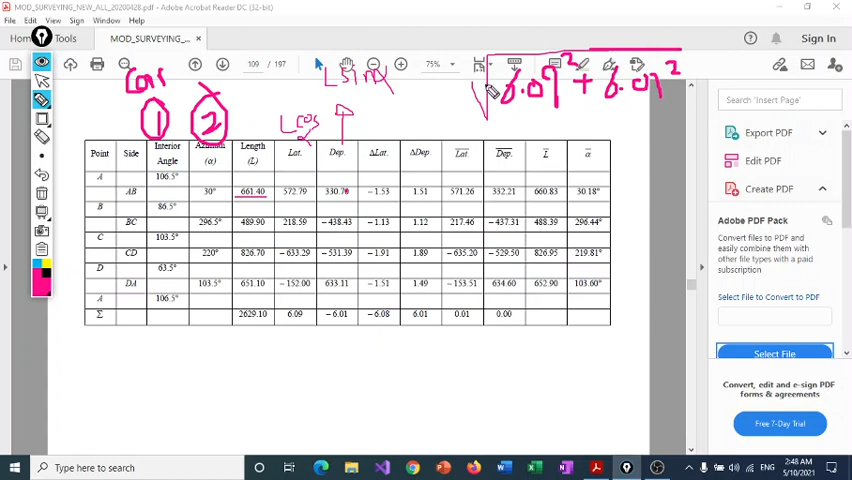 MOD_SURVEYING_NEW_ALL_20200428.pdf - Adobe Acrobat Reader DC (32-bit)
File Edit View Sign Window Help
Tools
MOD_SURVEYING_... ×
Sign In
109 / 197
75%
L sin α
6.09² + 6.01²
1 2
L cos α
Point Side Interior Angle Azimuth (α) Length (L) Lat. Dep. ΔLat. ΔDep. Lat. Dep. L α
A 106.5°
AB 30° 661.40 572.79 330.70 −1.53 1.51 571.26 332.21 660.83 30.18°
B 86.5°
BC 296.5° 489.90 218.59 −438.43 −1.13 1.12 217.46 −437.31 488.39 296.44°
C 103.5°
CD 220° 826.70 −633.29 −531.39 −1.91 1.89 −635.20 −529.50 826.95 219.81°
D 63.5°
DA 103.5° 651.10 −152.00 633.11 −1.51 1.49 −153.51 634.60 652.90 103.60°
A 106.5°
Σ 2629.10 6.09 −6.01 −6.08 6.01 0.01 0.00
Search 'Insert Page'
Export PDF
Edit PDF
Create PDF
Adobe PDF Pack
Convert files to PDF and easily combine them with other file types with a paid subscription
Select File to Convert to PDF
Select File
Convert, edit and e-sign PDF forms & agreements
Free 7-Day Trial
Type here to search
ENG
2:48 AM
5/10/2021